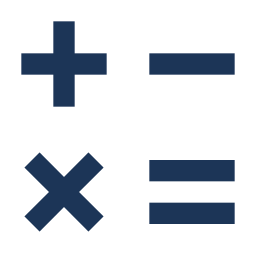 + −
× =